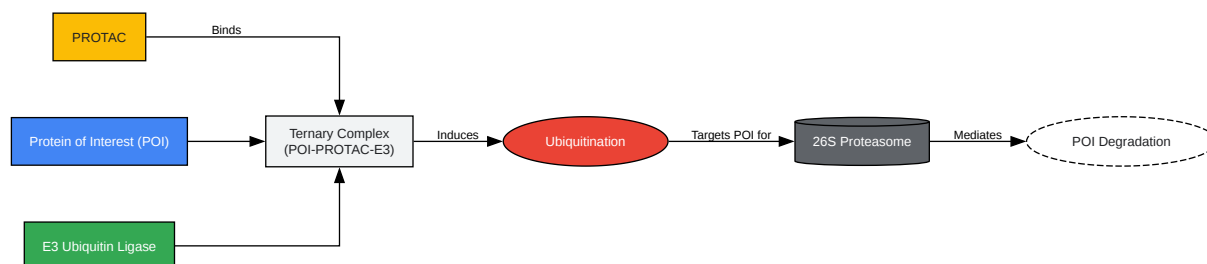 PROTAC
Binds
Protein of Interest (POI)
Ternary Complex
(POI-PROTAC-E3)
Induces
Ubiquitination
Targets POI for
26S Proteasome
Mediates
POI Degradation
E3 Ubiquitin Ligase